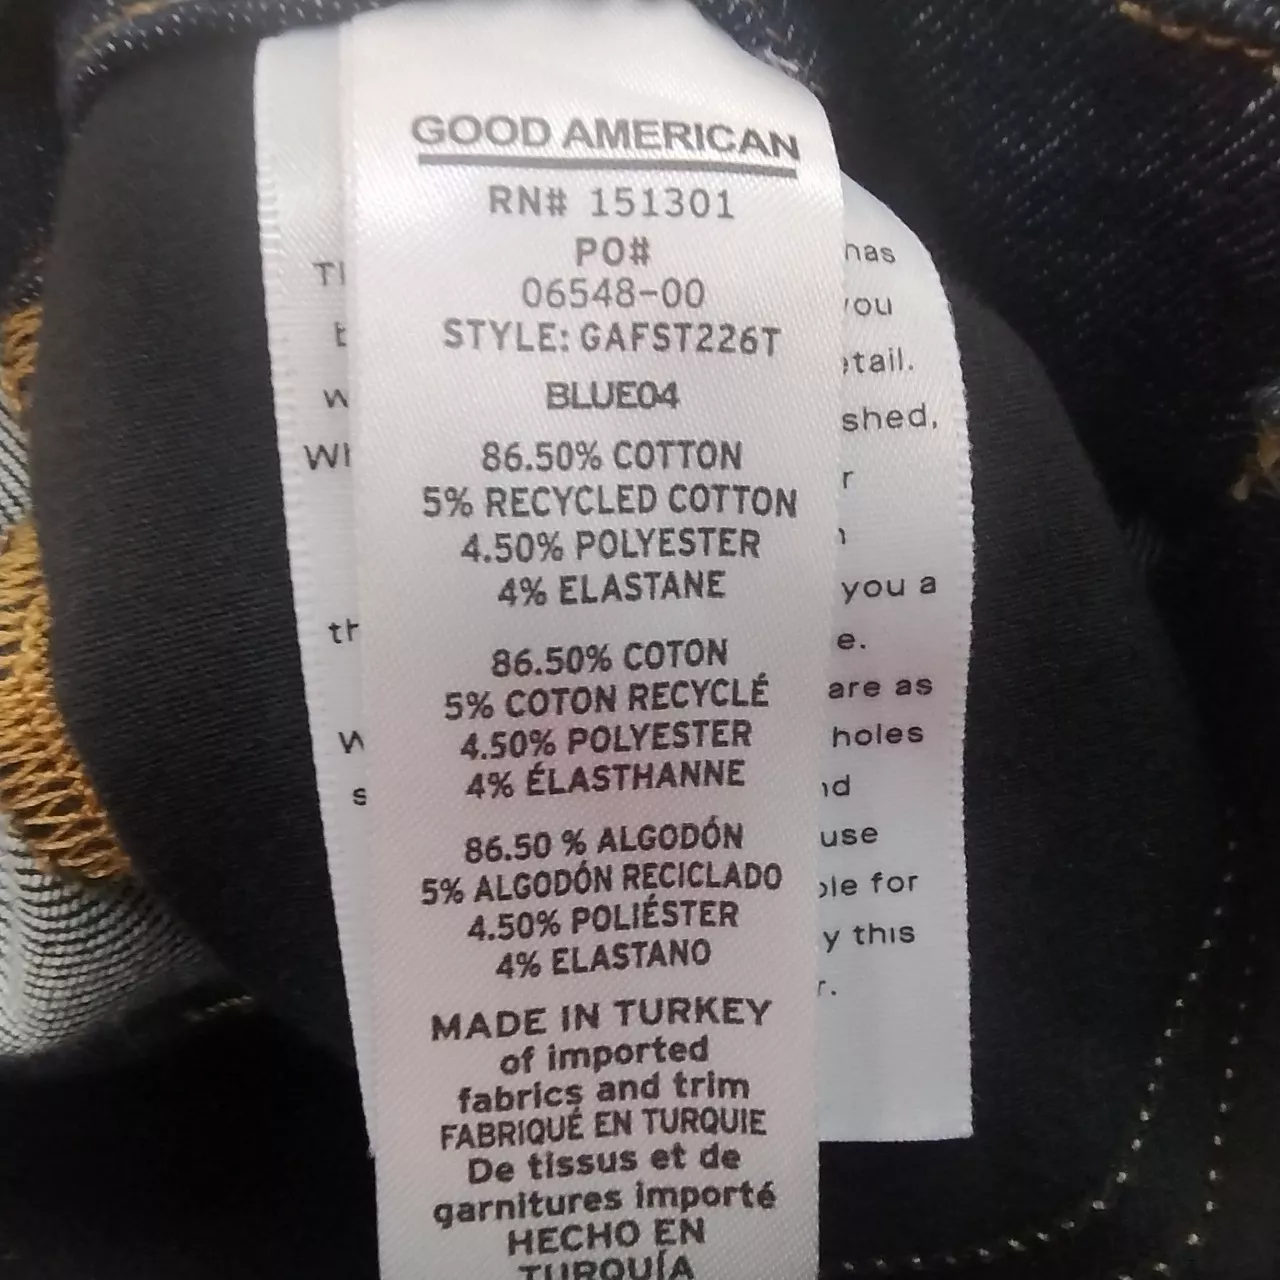 GOOD AMERICAN
RN# 151301
PO#
06548-00
STYLE: GAFST226T
BLUE04
86.50% COTTON
5% RECYCLED COTTON
4.50% POLYESTER
4% ELASTANE
86.50% COTON
5% COTON RECYCLÉ
4.50% POLYESTER
4% ÉLASTHANNE
86.50 % ALGODÓN
5% ALGODÓN RECICLADO
4.50% POLIÉSTER
4% ELASTANO
MADE IN TURKEY
of imported
fabrics and trim
FABRIQUÉ EN TURQUIE
De tissus et de
garnitures importé
HECHO EN
TURQUÍA
has
you
shed,
you a
are as
holes
use
for
this